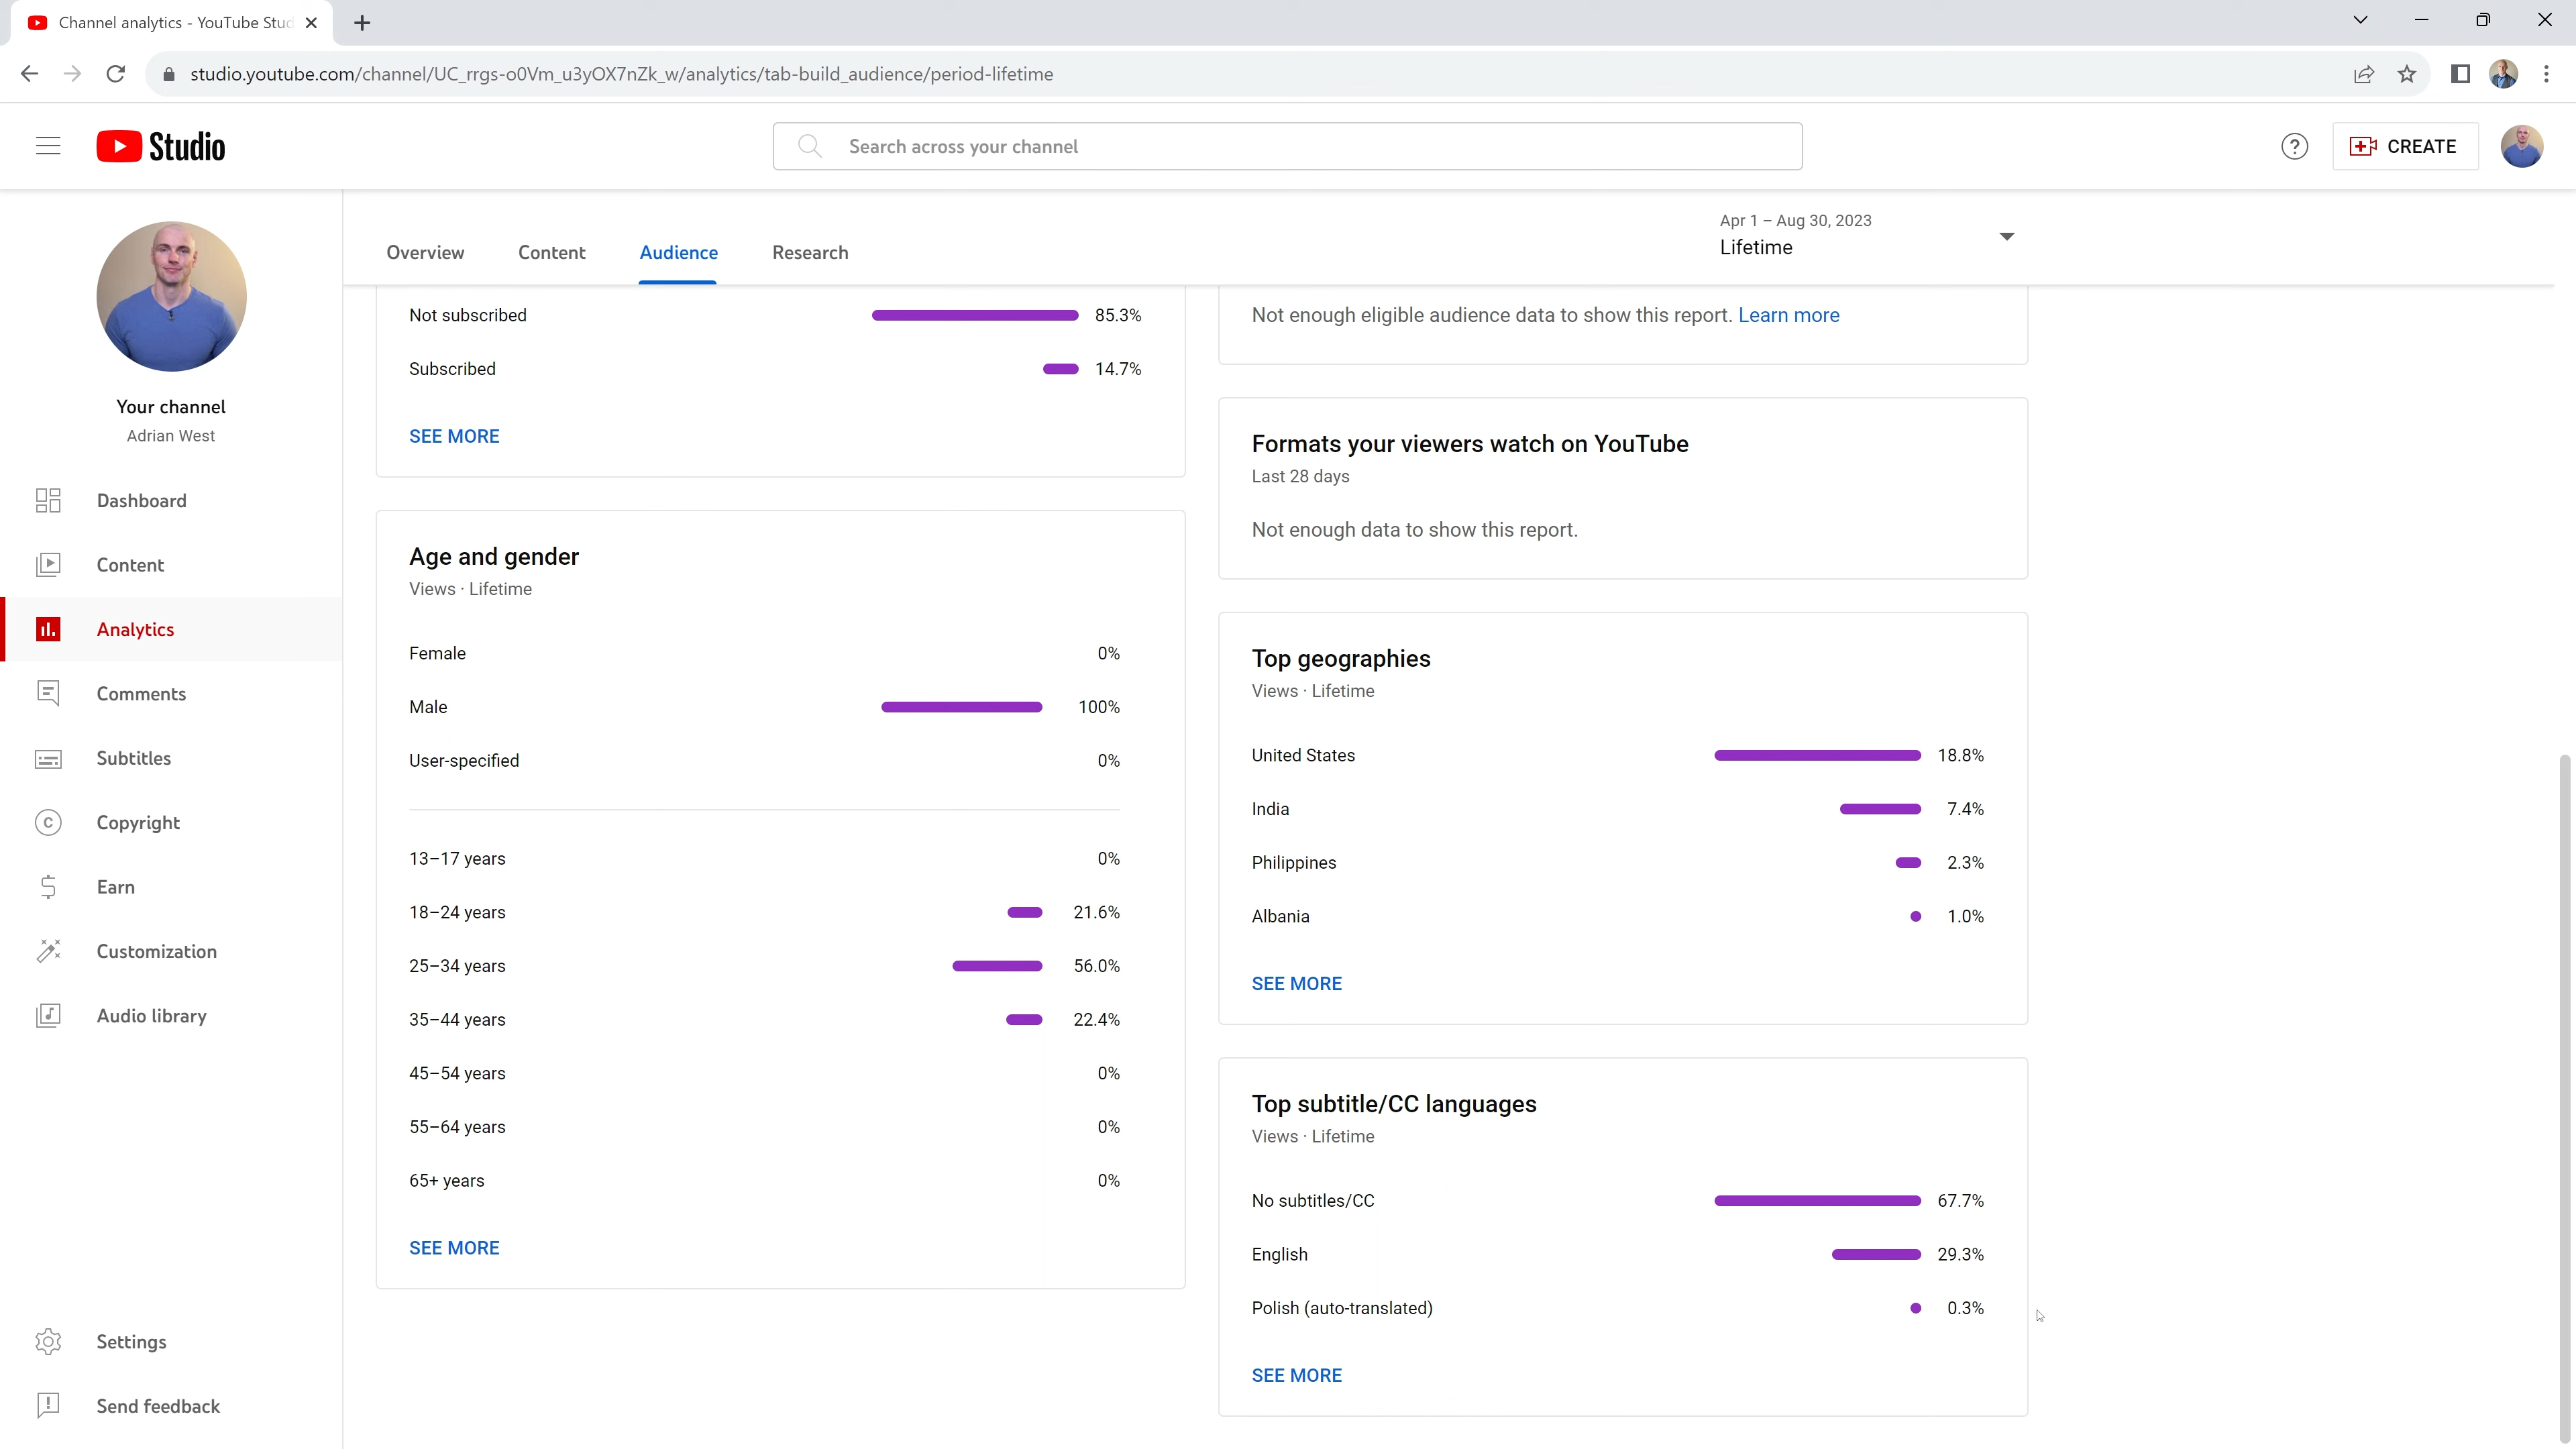 Channel analytics - YouTube Stud
studio.youtube.com/channel/UC_rrgs-o0Vm_u3yOX7nZk_w/analytics/tab-build_audience/period-lifetime
Studio
Search across your channel
?
CREATE
Your channel
Adrian West
Dashboard
Content
Analytics
Comments
Subtitles
Copyright
Earn
Customization
Audio library
Settings
Send feedback
Overview
Content
Audience
Research
Apr 1 – Aug 30, 2023
Lifetime
Not subscribed 85.3%
Subscribed 14.7%
SEE MORE
Age and gender
Views · Lifetime
Female 0%
Male 100%
User-specified 0%
13–17 years 0%
18–24 years 21.6%
25–34 years 56.0%
35–44 years 22.4%
45–54 years 0%
55–64 years 0%
65+ years 0%
SEE MORE
Not enough eligible audience data to show this report. Learn more
Formats your viewers watch on YouTube
Last 28 days
Not enough data to show this report.
Top geographies
Views · Lifetime
United States 18.8%
India 7.4%
Philippines 2.3%
Albania 1.0%
SEE MORE
Top subtitle/CC languages
Views · Lifetime
No subtitles/CC 67.7%
English 29.3%
Polish (auto-translated) 0.3%
SEE MORE